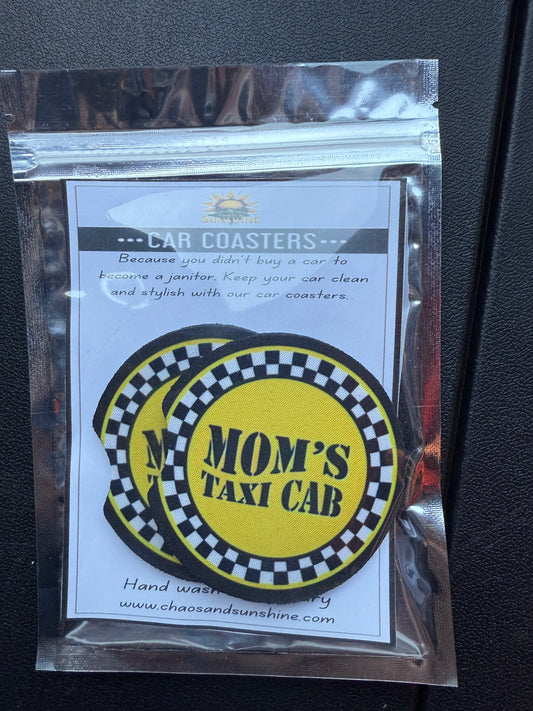 SUNSHINE
CAR COASTERS
Because you didn't buy a car to
become a janitor. Keep your car clean
and stylish with our car coasters.
MOM'S
TAXI CAB
M
T
Hand wash
www.chaosandsunshine.com